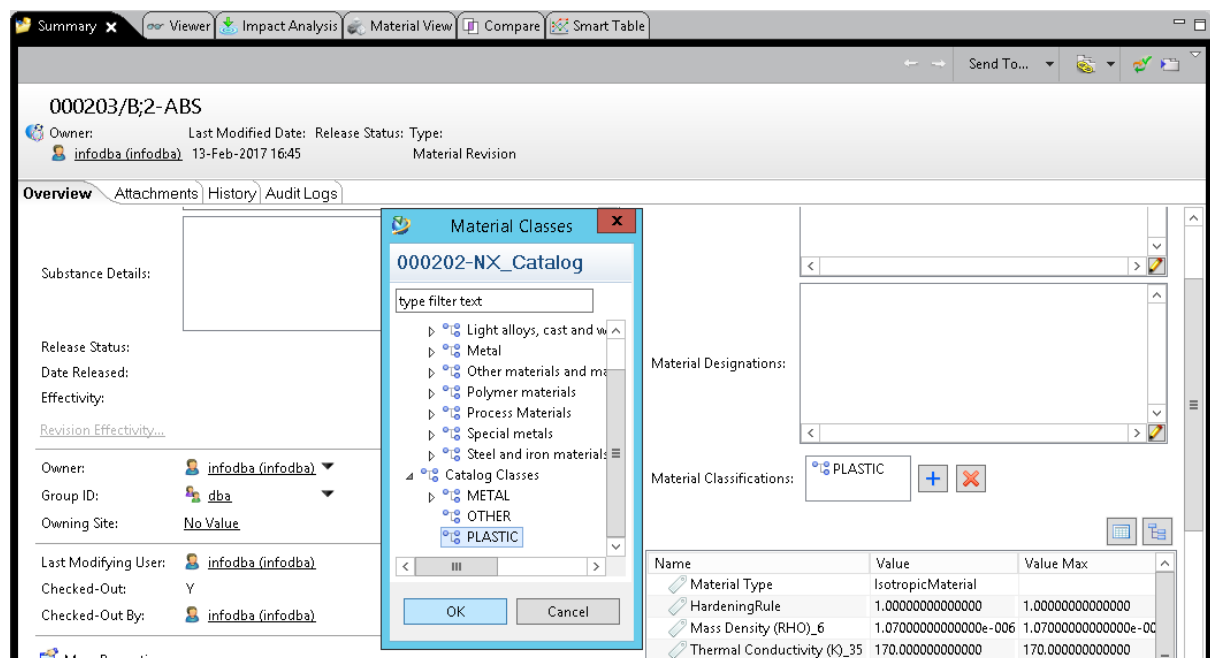 Summary Viewer Impact Analysis Material View Compare Smart Table
Send To...
000203/B;2-ABS
Owner: Last Modified Date: Release Status: Type:
infodba (infodba) 13-Feb-2017 16:45 Material Revision
Overview Attachments History Audit Logs
Substance Details:
Release Status:
Date Released:
Effectivity:
Revision Effectivity...
Owner: infodba (infodba)
Group ID: dba
Owning Site: No Value
Last Modifying User: infodba (infodba)
Checked-Out: Y
Checked-Out By: infodba (infodba)
Material Classes
000202-NX_Catalog
type filter text
Light alloys, cast and w
Metal
Other materials and ma
Polymer materials
Process Materials
Special metals
Steel and iron materials
Catalog Classes
METAL
OTHER
PLASTIC
OK Cancel
Material Designations:
Material Classifications: PLASTIC
Name Value Value Max
Material Type IsotropicMaterial
HardeningRule 1.00000000000000 1.00000000000000
Mass Density (RHO)_6 1.07000000000000e-006 1.07000000000000e-00
Thermal Conductivity (K)_35 170.000000000000 170.000000000000